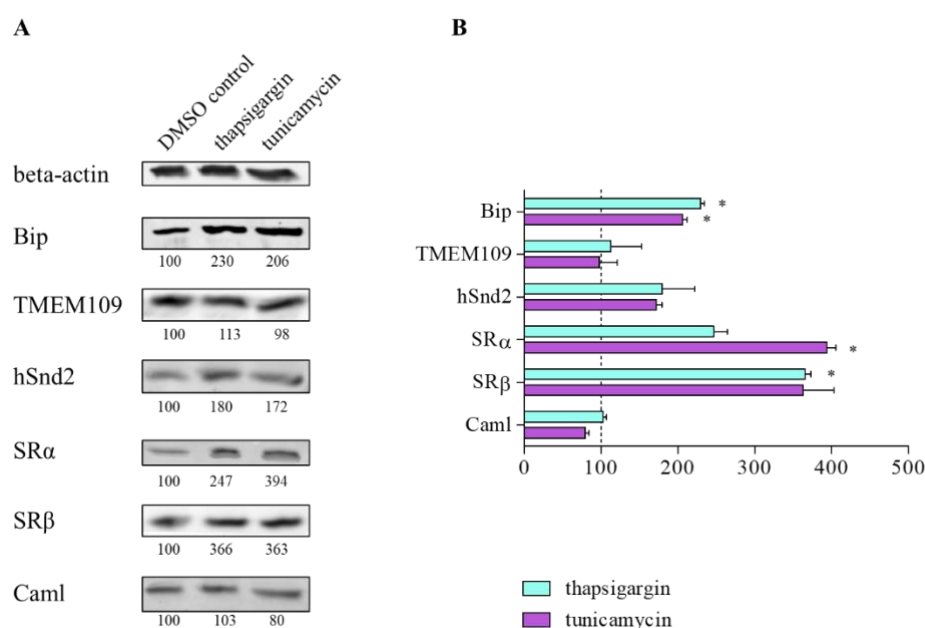 A
DMSO control
thapsigargin
tunicamycin
beta-actin
Bip
100 230 206
TMEM109
100 113 98
hSnd2
100 180 172
SRα
100 247 394
SRβ
100 366 363
Caml
100 103 80
B
Bip
*
*
TMEM109
hSnd2
SRα
*
SRβ
*
Caml
0 100 200 300 400 500
thapsigargin
tunicamycin